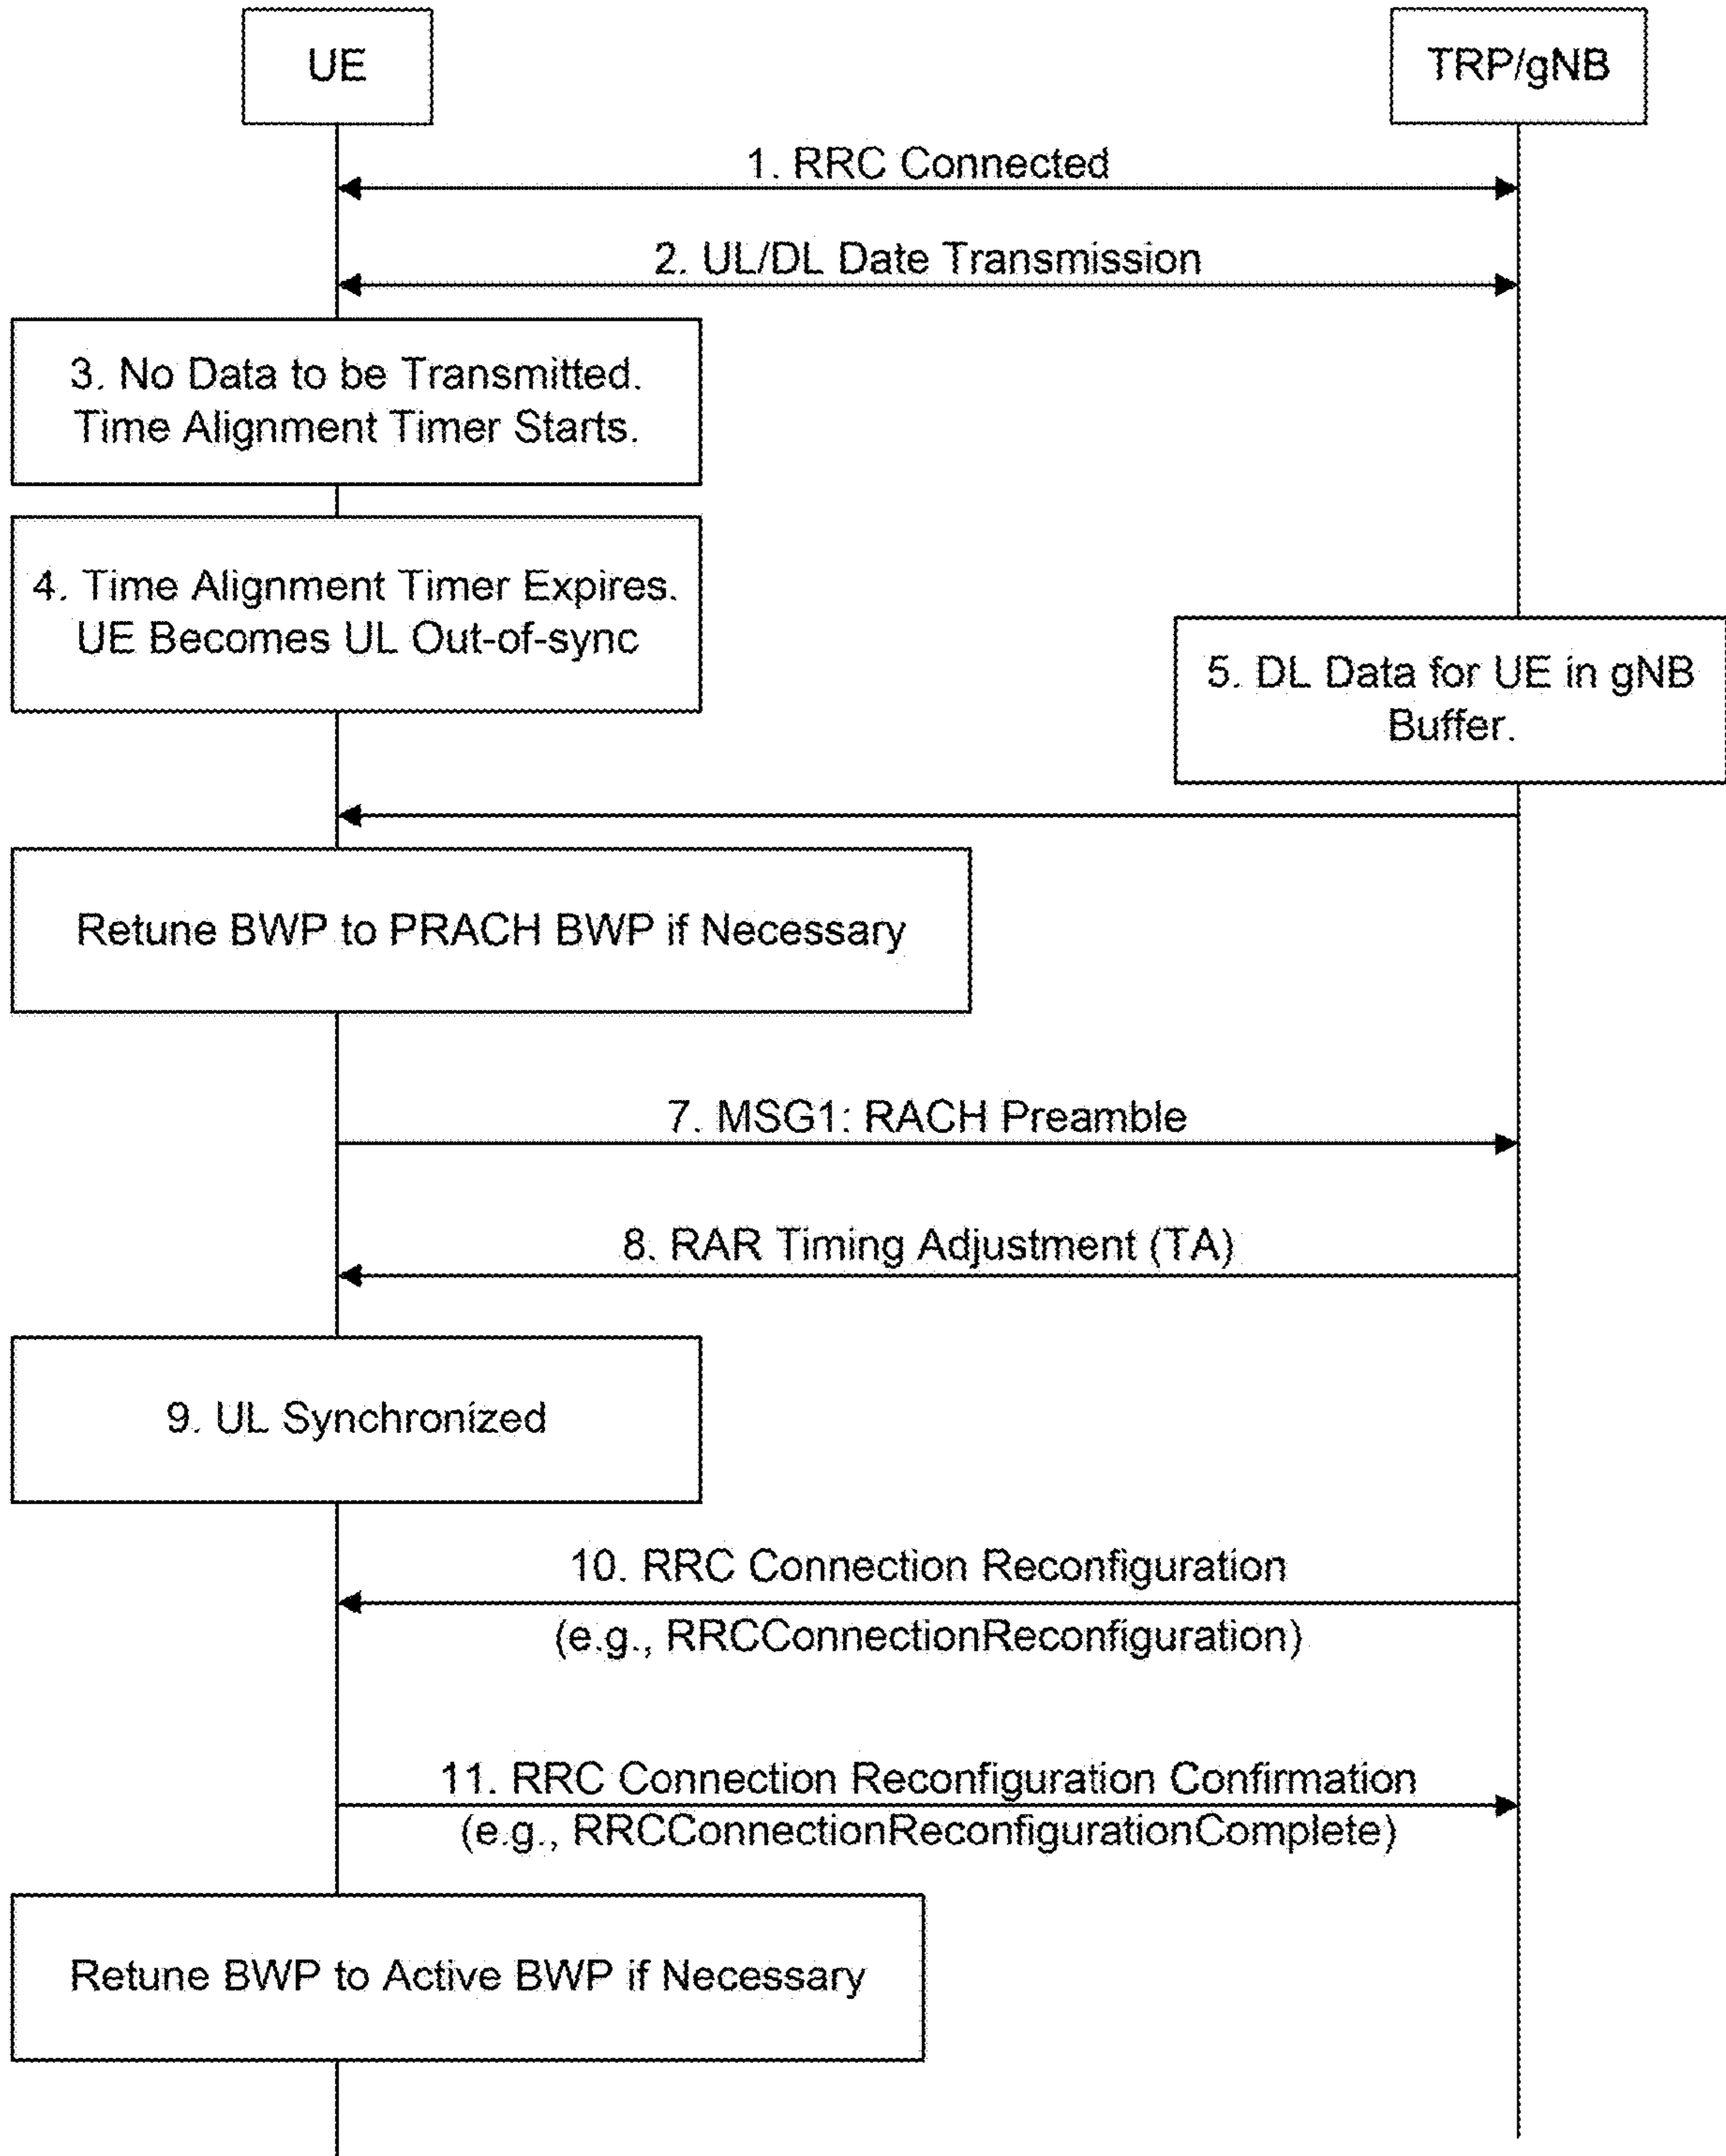 UE
TRP/gNB
1. RRC Connected
2. UL/DL Date Transmission
3. No Data to be Transmitted.
Time Alignment Timer Starts.
4. Time Alignment Timer Expires.
UE Becomes UL Out-of-sync
5. DL Data for UE in gNB
Buffer.
Retune BWP to PRACH BWP if Necessary
7. MSG1: RACH Preamble
8. RAR Timing Adjustment (TA)
9. UL Synchronized
10. RRC Connection Reconfiguration
(e.g., RRCConnectionReconfiguration)
11. RRC Connection Reconfiguration Confirmation
(e.g., RRCConnectionReconfigurationComplete)
Retune BWP to Active BWP if Necessary